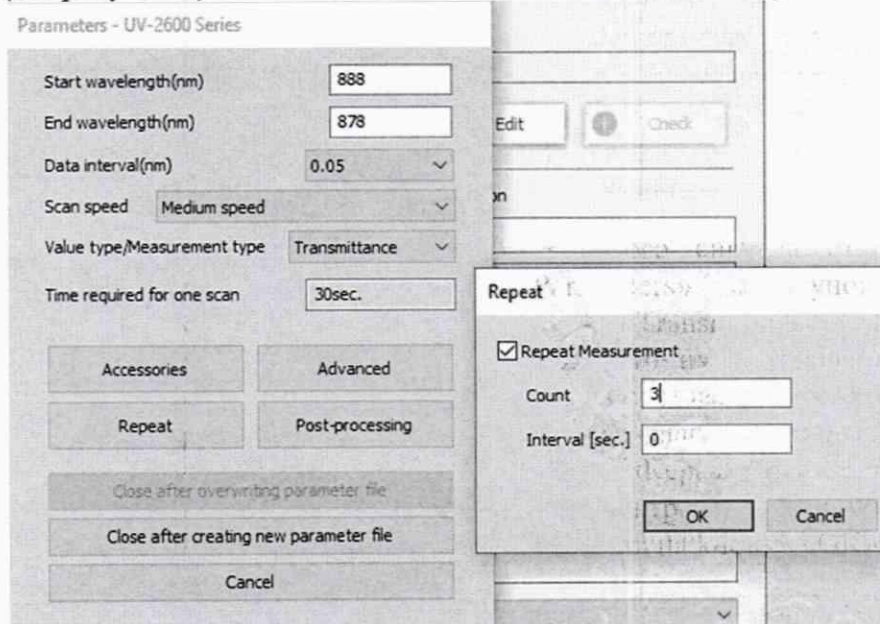 Parameters - UV-2600 Series
Start wavelength(nm) 888
End wavelength(nm) 878
Data interval(nm) 0.05
Scan speed Medium speed
Value type/Measurement type Transmittance
Time required for one scan 30sec.
Accessories Advanced
Repeat Post-processing
Close after overwriting parameter file
Close after creating new parameter file
Cancel
Edit Check
on
Repeat
Repeat Measurement
Count 3
Interval [sec.] 0
OK Cancel